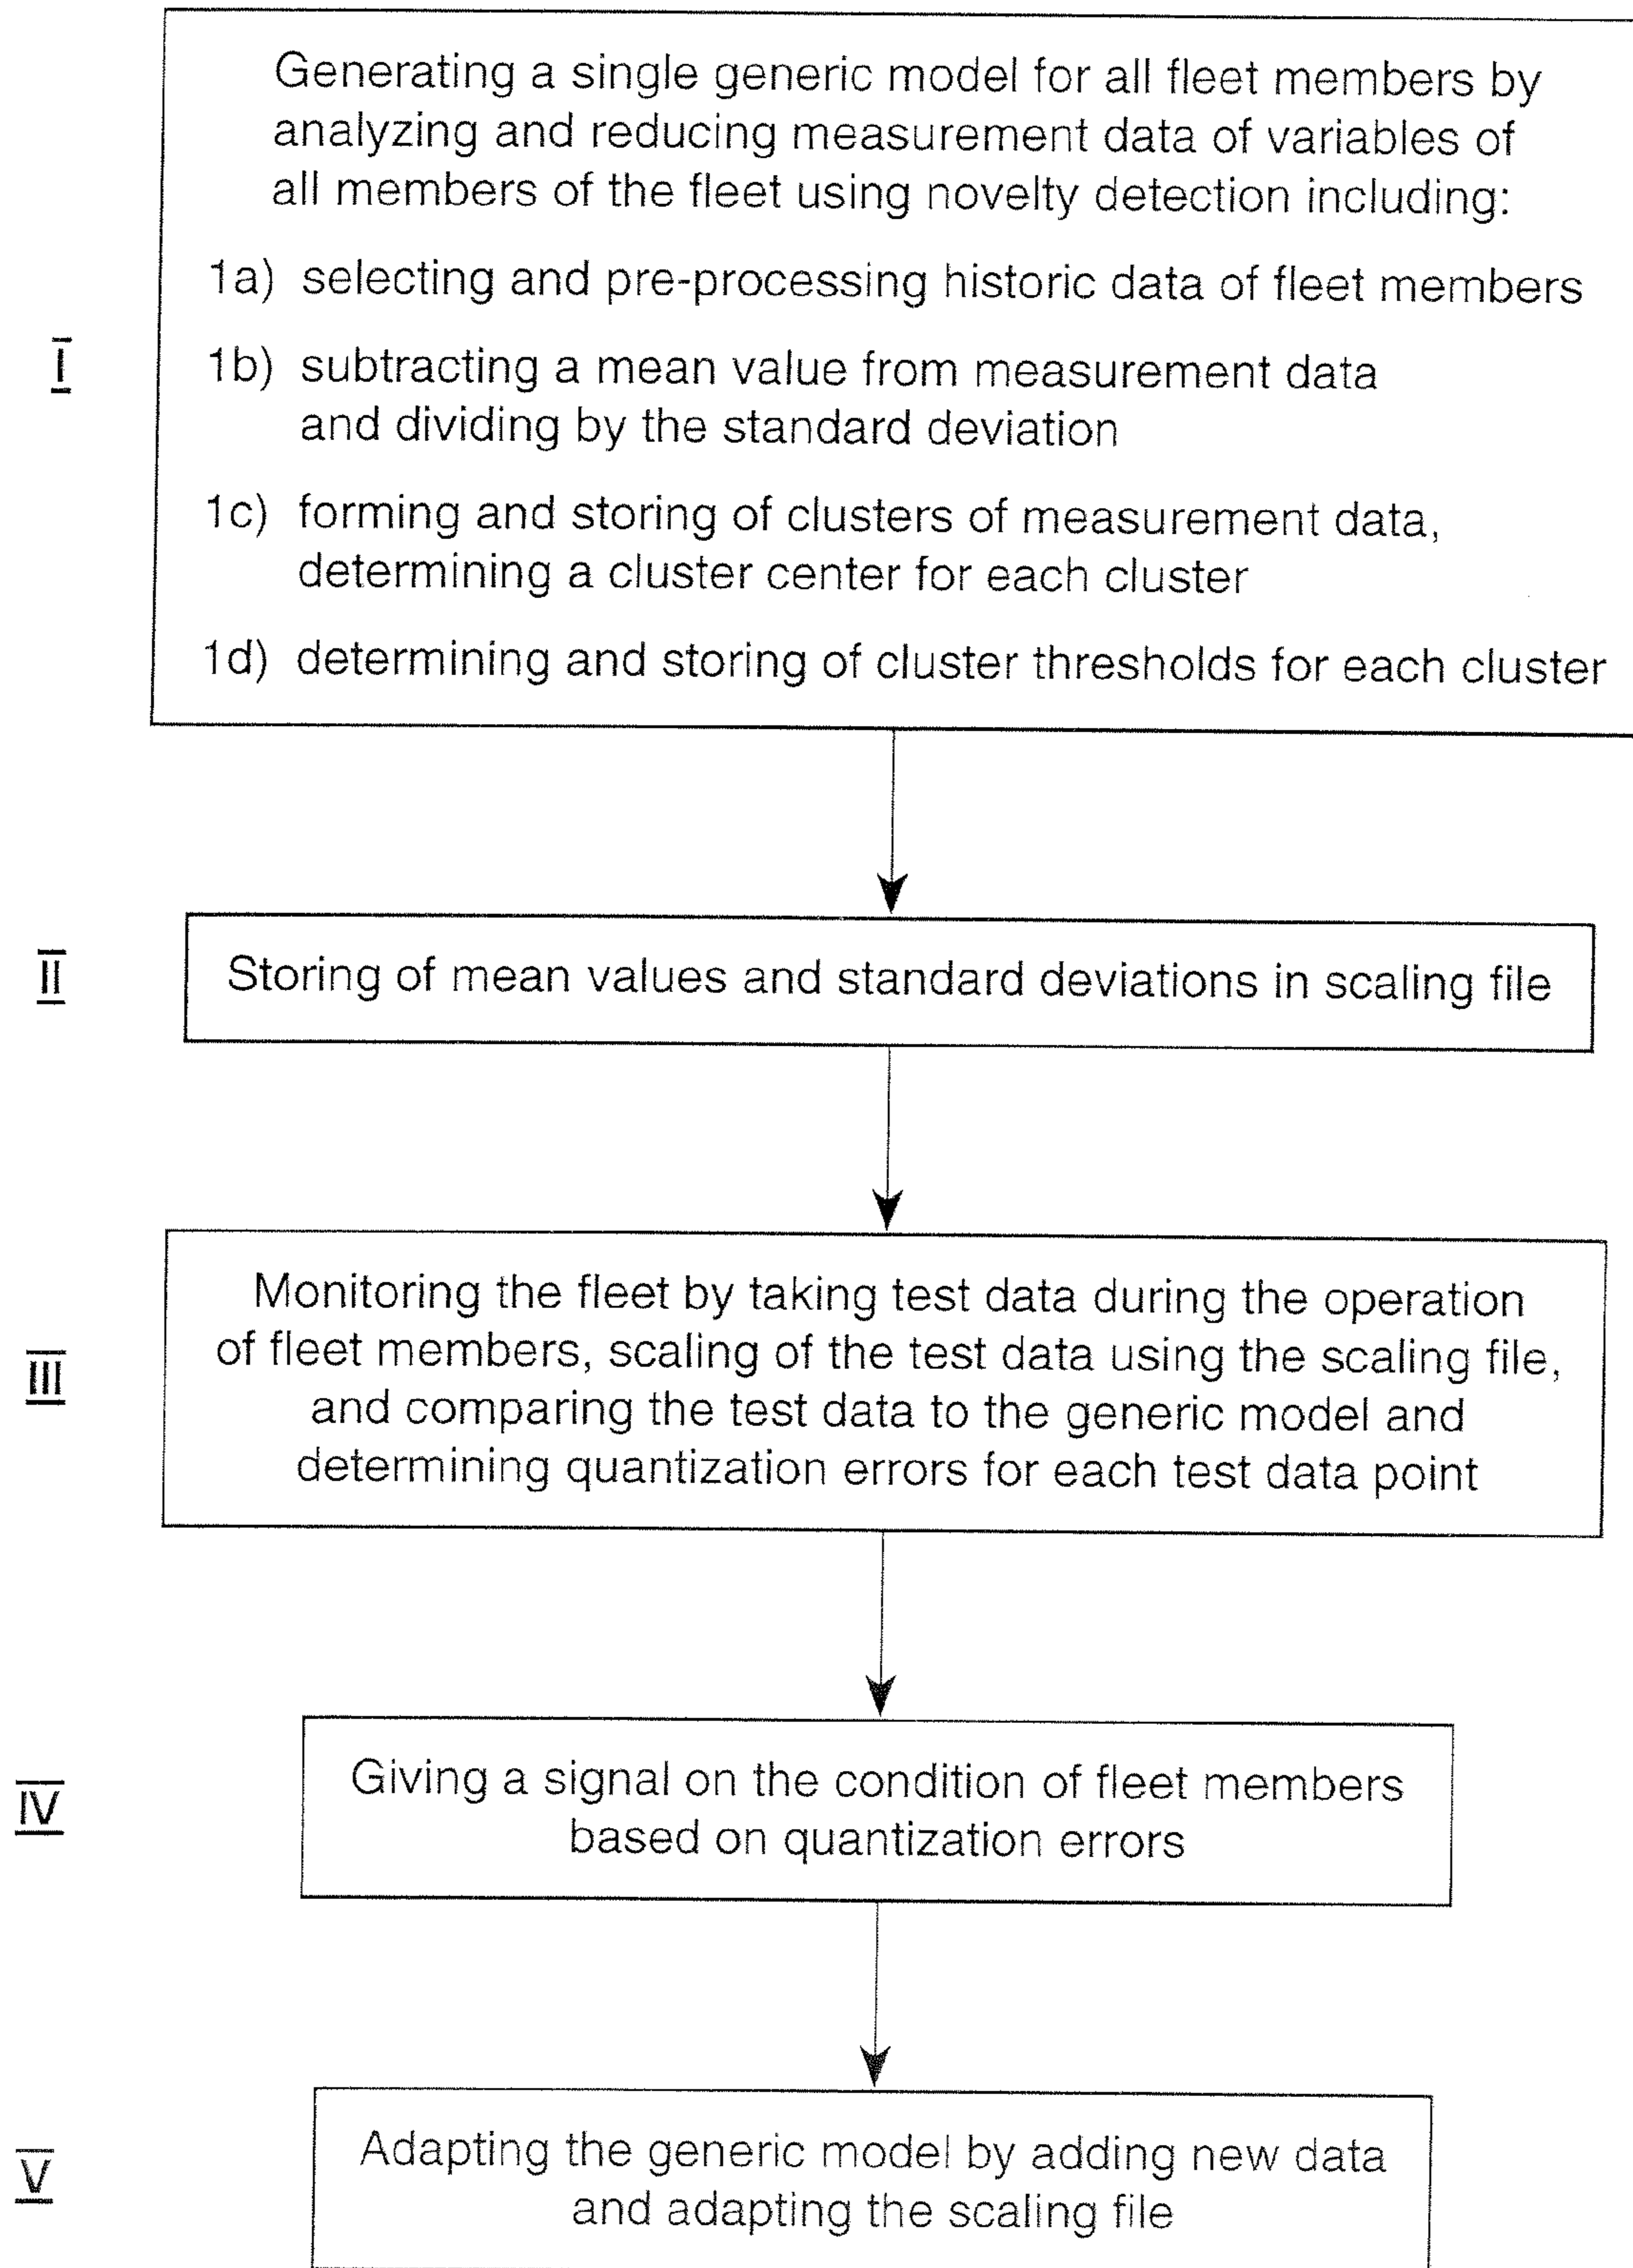 Generating a single generic model for all fleet members by
analyzing and reducing measurement data of variables of
all members of the fleet using novelty detection including:
1a) selecting and pre-processing historic data of fleet members
I
1b) subtracting a mean value from measurement data
and dividing by the standard deviation
1c) forming and storing of clusters of measurement data,
determining a cluster center for each cluster
1d) determining and storing of cluster thresholds for each cluster
II
Storing of mean values and standard deviations in scaling file
III
Monitoring the fleet by taking test data during the operation
of fleet members, scaling of the test data using the scaling file,
and comparing the test data to the generic model and
determining quantization errors for each test data point
IV
Giving a signal on the condition of fleet members
based on quantization errors
V
Adapting the generic model by adding new data
and adapting the scaling file